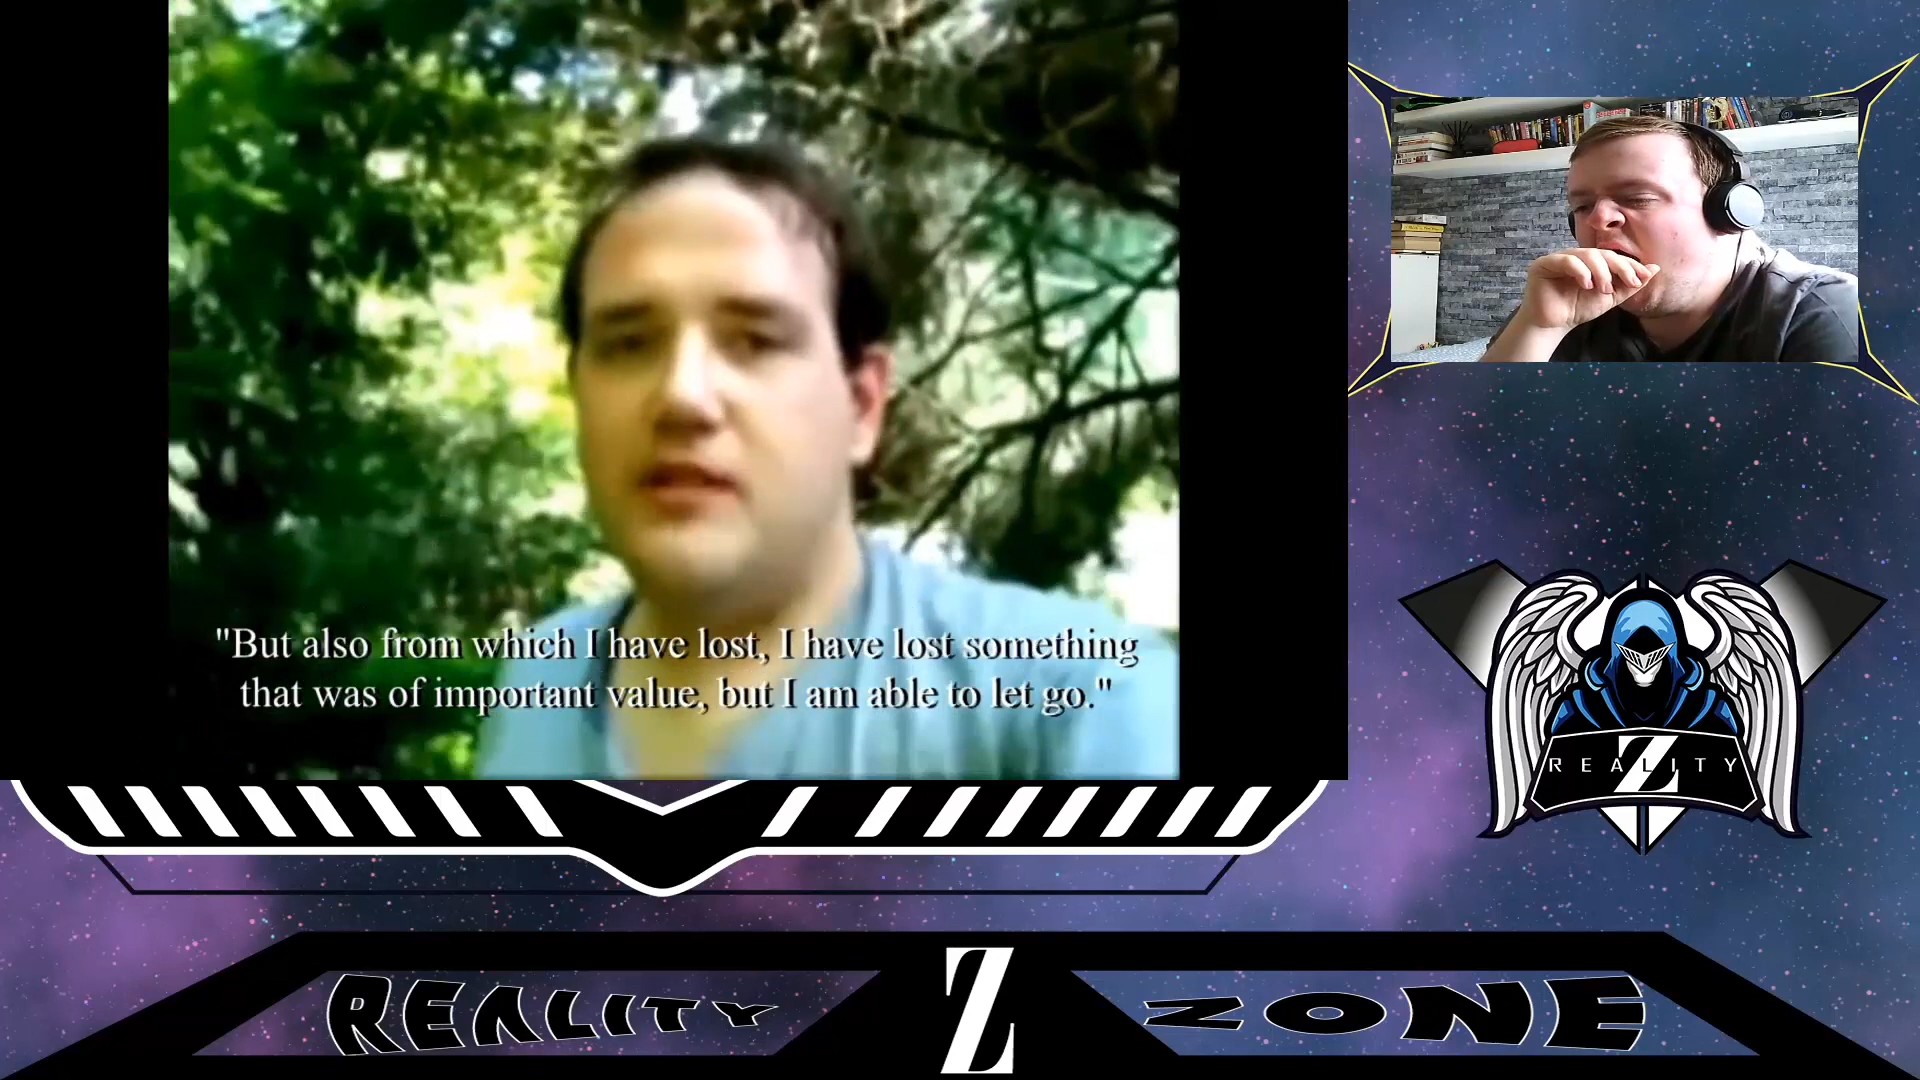 "But also from which I have lost, I have lost something
that was of important value, but I am able to let go."
REALITY
Z
REALITY
Z
ZONE